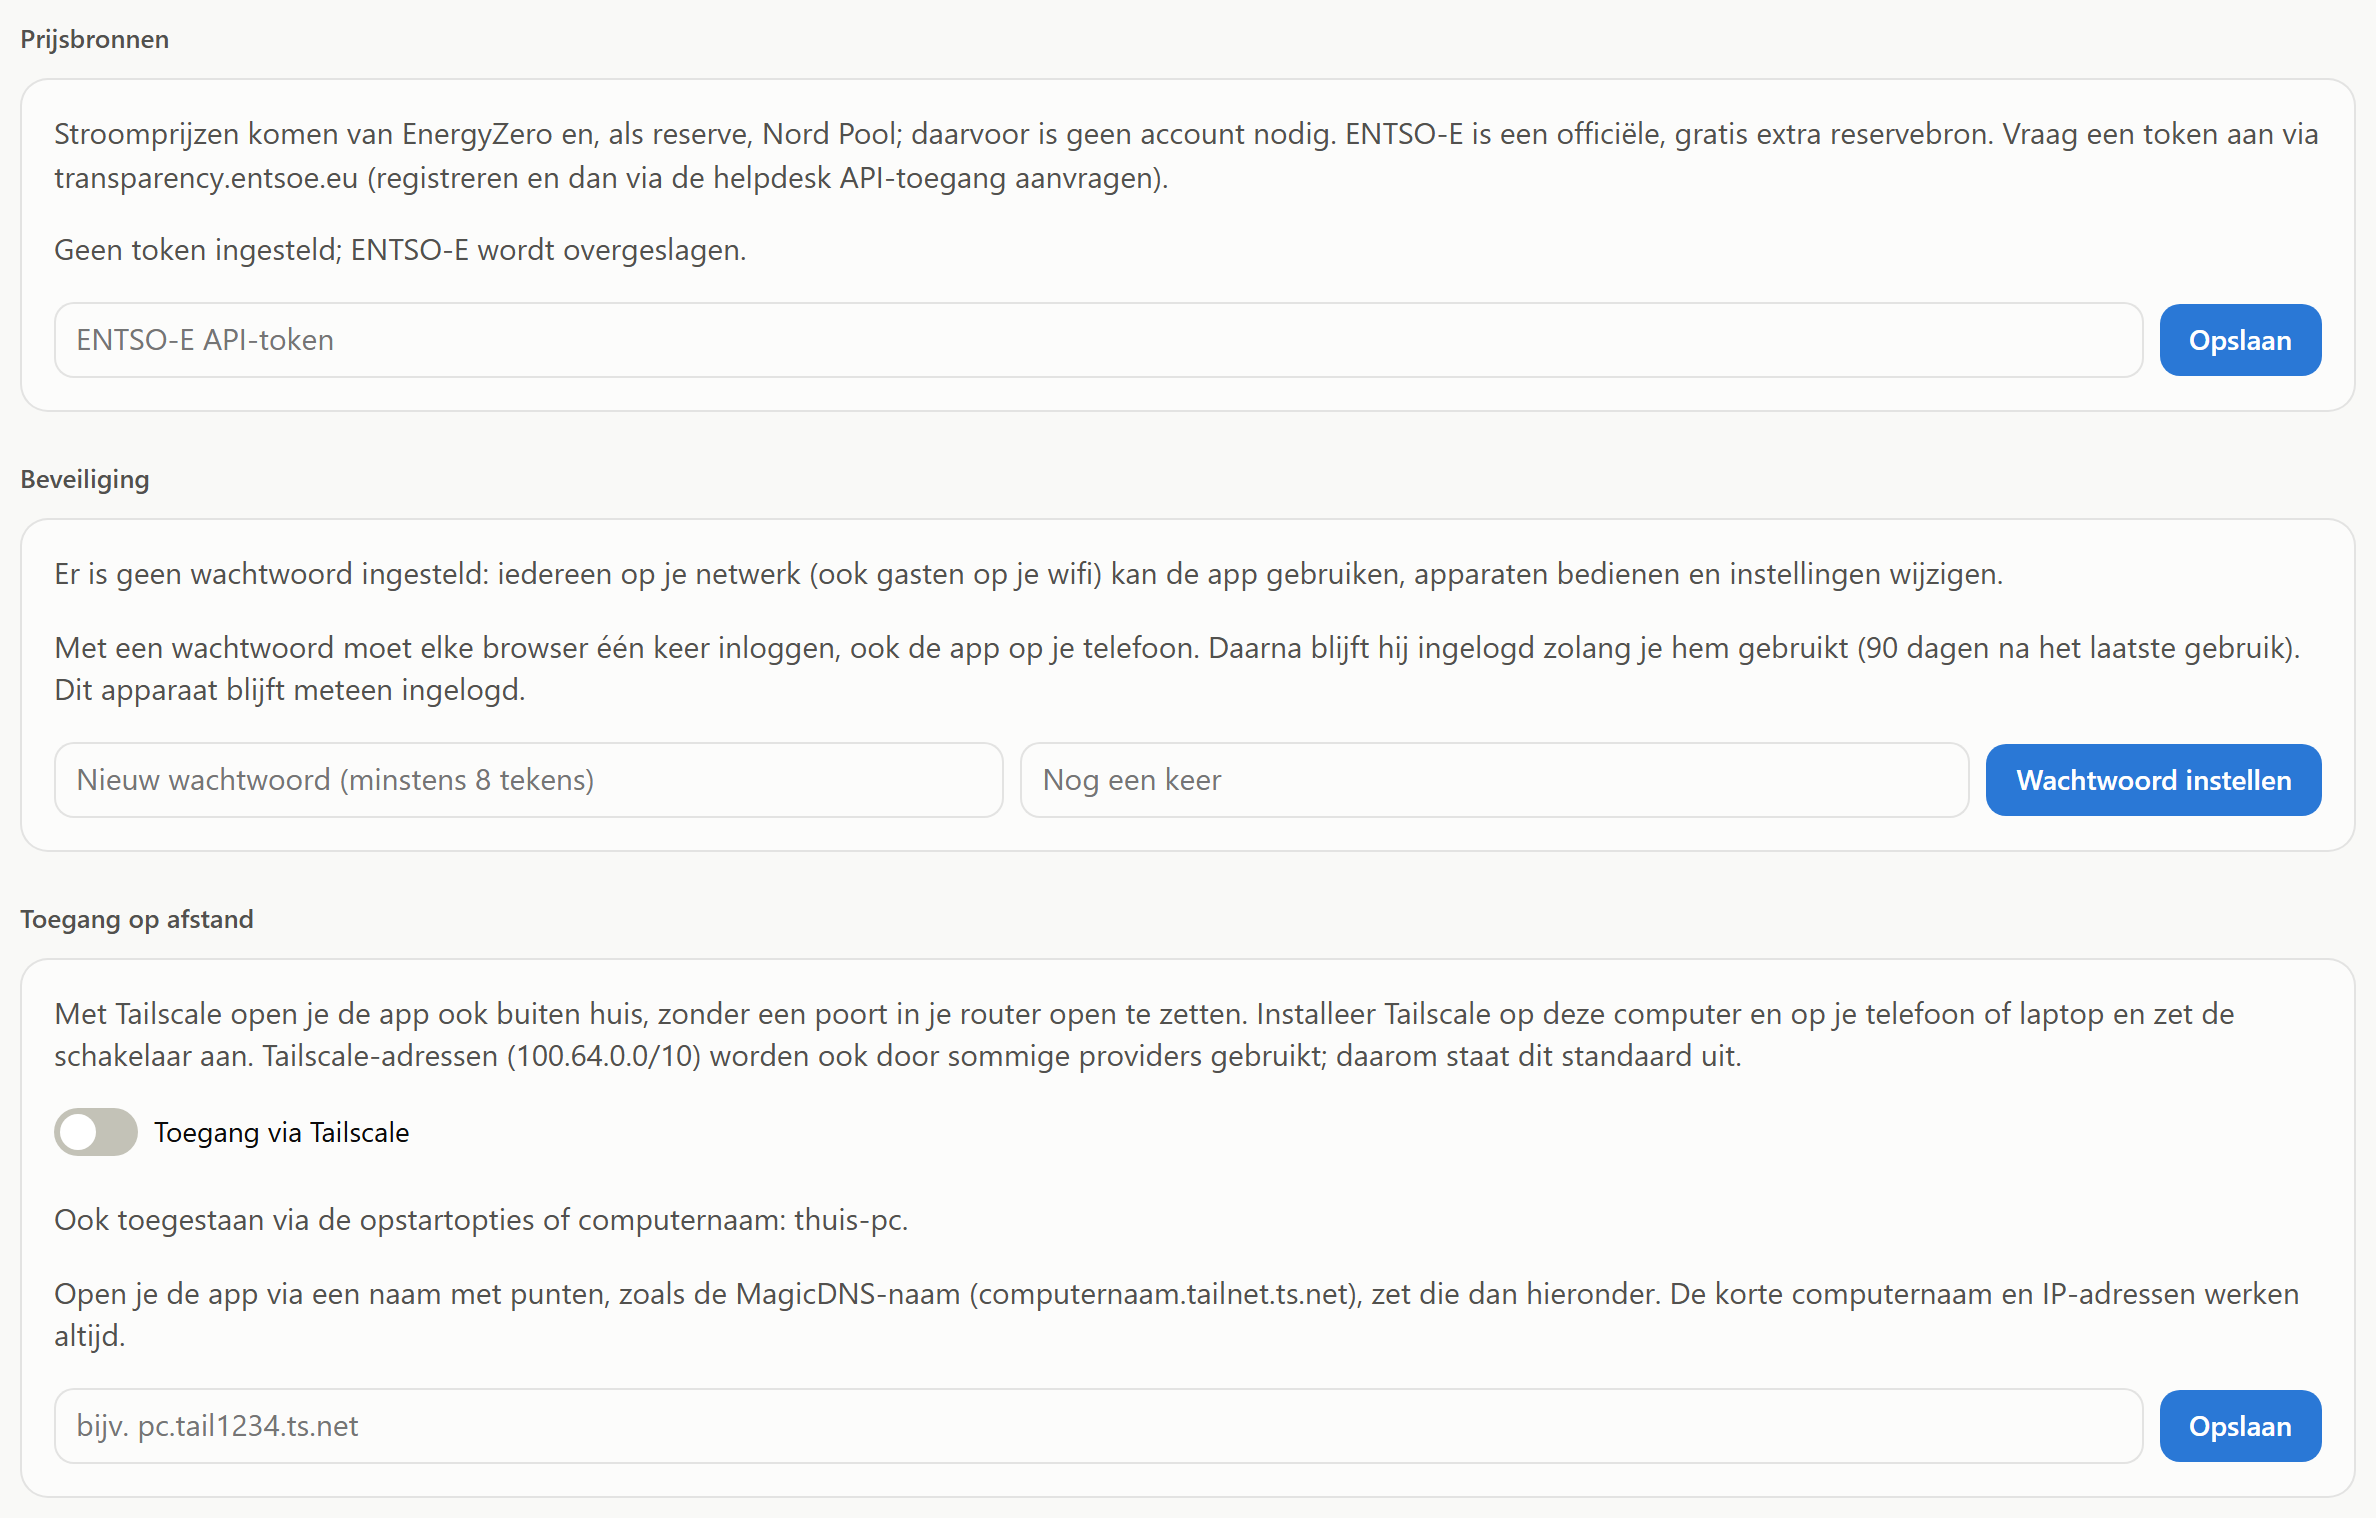 Prijsbronnen
Stroomprijzen komen van EnergyZero en, als reserve, Nord Pool; daarvoor is geen account nodig. ENTSO-E is een officiële, gratis extra reservebron. Vraag een token aan via
transparency.entsoe.eu (registreren en dan via de helpdesk API-toegang aanvragen).
Geen token ingesteld; ENTSO-E wordt overgeslagen.
ENTSO-E API-token
Opslaan
Beveiliging
Er is geen wachtwoord ingesteld: iedereen op je netwerk (ook gasten op je wifi) kan de app gebruiken, apparaten bedienen en instellingen wijzigen.
Met een wachtwoord moet elke browser één keer inloggen, ook de app op je telefoon. Daarna blijft hij ingelogd zolang je hem gebruikt (90 dagen na het laatste gebruik).
Dit apparaat blijft meteen ingelogd.
Nieuw wachtwoord (minstens 8 tekens)
Nog een keer
Wachtwoord instellen
Toegang op afstand
Met Tailscale open je de app ook buiten huis, zonder een poort in je router open te zetten. Installeer Tailscale op deze computer en op je telefoon of laptop en zet de
schakelaar aan. Tailscale-adressen (100.64.0.0/10) worden ook door sommige providers gebruikt; daarom staat dit standaard uit.
Toegang via Tailscale
Ook toegestaan via de opstartopties of computernaam: thuis-pc.
Open je de app via een naam met punten, zoals de MagicDNS-naam (computernaam.tailnet.ts.net), zet die dan hieronder. De korte computernaam en IP-adressen werken
altijd.
bijv. pc.tail1234.ts.net
Opslaan